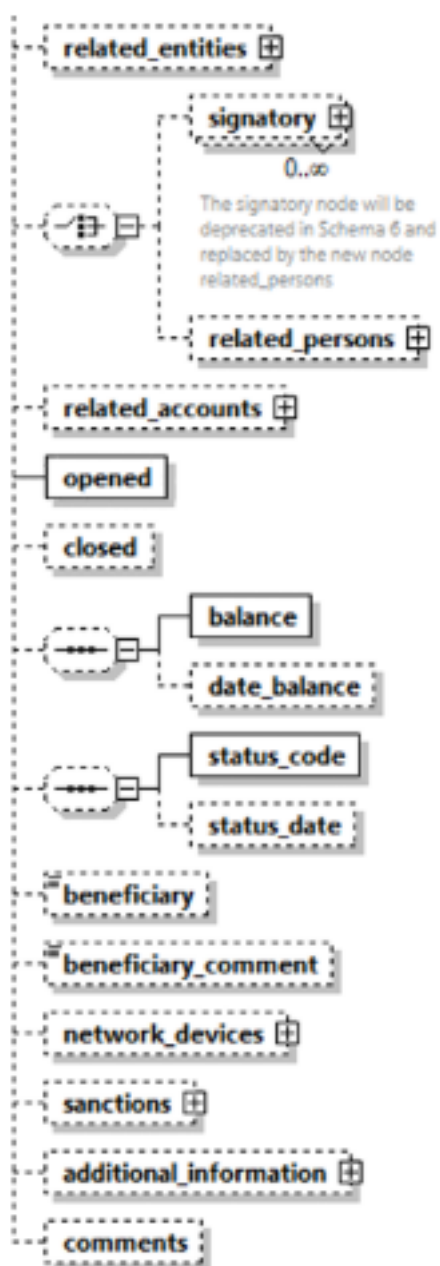 related_entities
signatory
0..∞
The signatory node will be
deprecated in Schema 6 and
replaced by the new node
related_persons
related_persons
related_accounts
opened
closed
balance
date_balance
status_code
status_date
beneficiary
beneficiary_comment
network_devices
sanctions
additional_information
comments